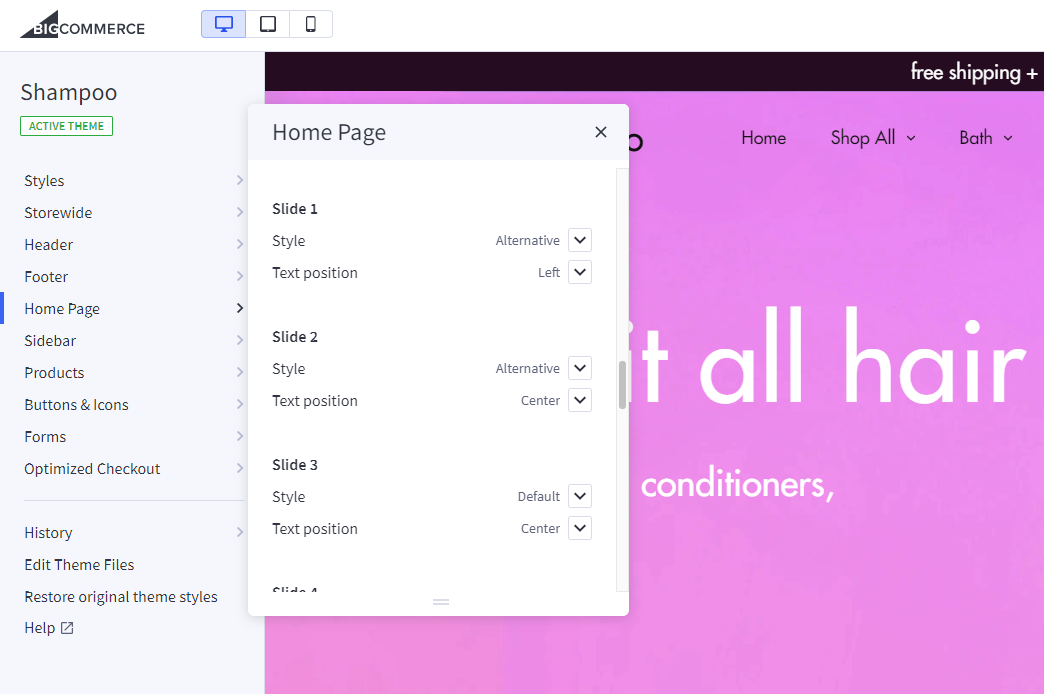 BIGCOMMERCE
Shampoo
ACTIVE THEME
Styles
Storewide
Header
Footer
Home Page
Sidebar
Products
Buttons & Icons
Forms
Optimized Checkout
History
Edit Theme Files
Restore original theme styles
Help
Home Page
Slide 1
Style Alternative
Text position Left
Slide 2
Style Alternative
Text position Center
Slide 3
Style Default
Text position Center
Slide 4
free shipping +
Home Shop All Bath
it all hair
conditioners,